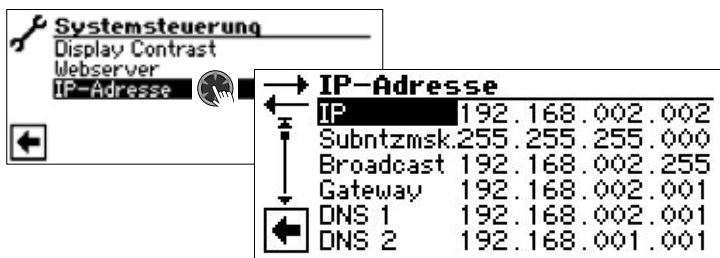 Systemsteuerung
Display Contrast
Webserver
IP-Adresse
IP-Adresse
IP 192.168.002.002
Subntzmsk.255.255.255.000
Broadcast 192.168.002.255
Gateway 192.168.002.001
DNS 1 192.168.002.001
DNS 2 192.168.001.001